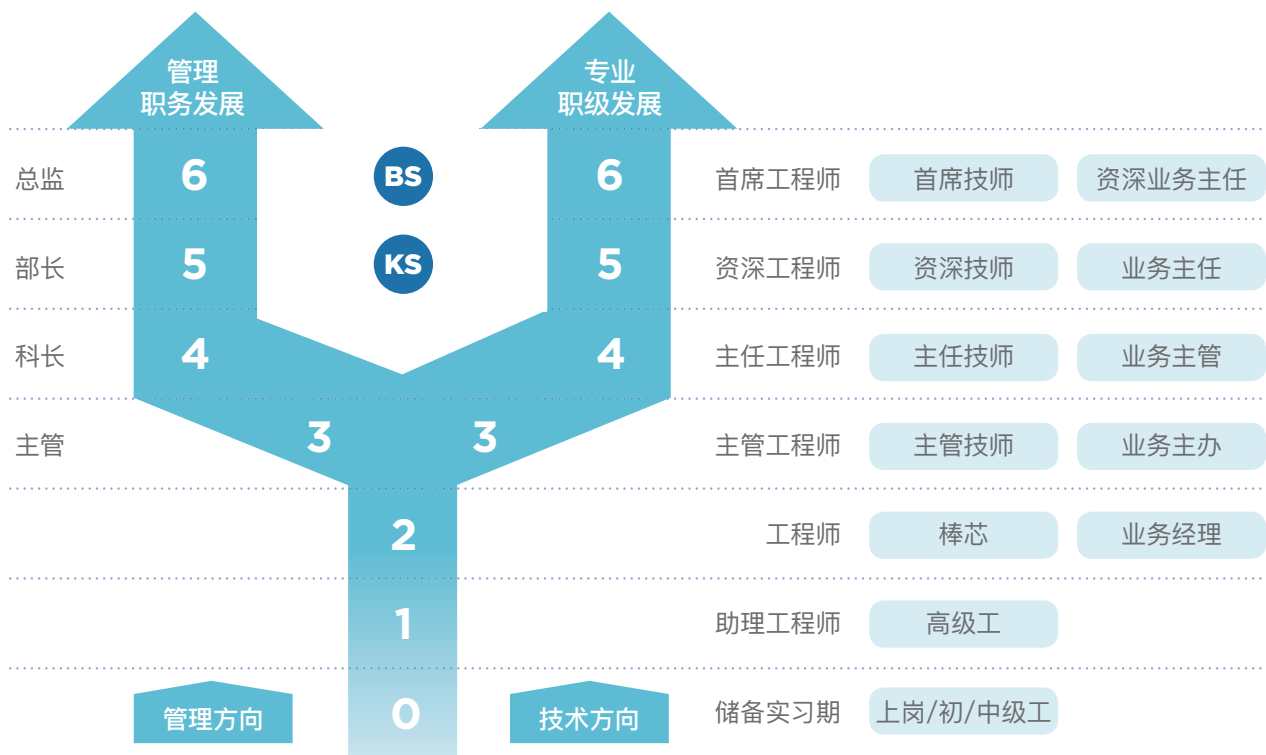 管理
职务发展
专业
职级发展
总监
6
BS
6
首席工程师
首席技师
资深业务主任
部长
5
KS
5
资深工程师
资深技师
业务主任
科长
4
4
主任工程师
主任技师
业务主管
主管
3
3
主管工程师
主管技师
业务主办
2
工程师
棒芯
业务经理
1
助理工程师
高级工
管理方向
0
技术方向
储备实习期
上岗/初/中级工